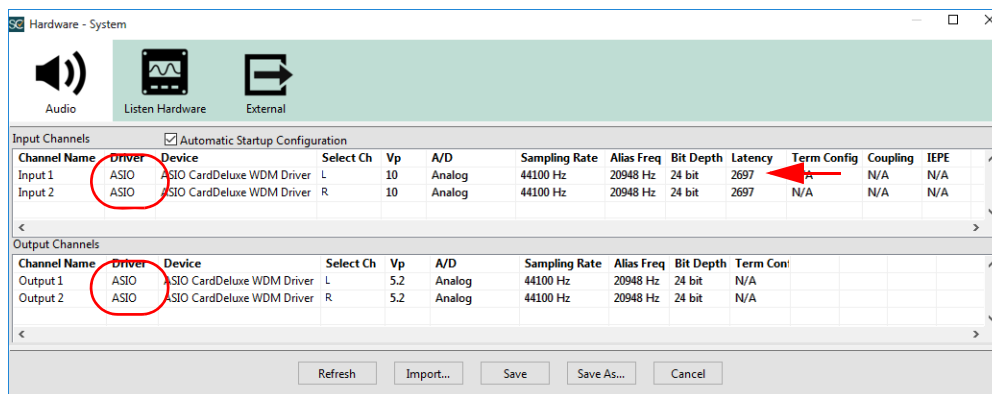 SC Hardware - System
Audio Listen Hardware External
Input Channels Automatic Startup Configuration
Channel Name Driver Device Select Ch Vp A/D Sampling Rate Alias Freq Bit Depth Latency Term Config Coupling IEPE
Input 1 ASIO ASIO CardDeluxe WDM Driver L 10 Analog 44100 Hz 20948 Hz 24 bit 2697 N/A N/A N/A
Input 2 ASIO ASIO CardDeluxe WDM Driver R 10 Analog 44100 Hz 20948 Hz 24 bit 2697 N/A N/A N/A
Output Channels
Channel Name Driver Device Select Ch Vp A/D Sampling Rate Alias Freq Bit Depth Term Con
Output 1 ASIO ASIO CardDeluxe WDM Driver L 5.2 Analog 44100 Hz 20948 Hz 24 bit N/A
Output 2 ASIO ASIO CardDeluxe WDM Driver R 5.2 Analog 44100 Hz 20948 Hz 24 bit N/A
Refresh Import... Save Save As... Cancel